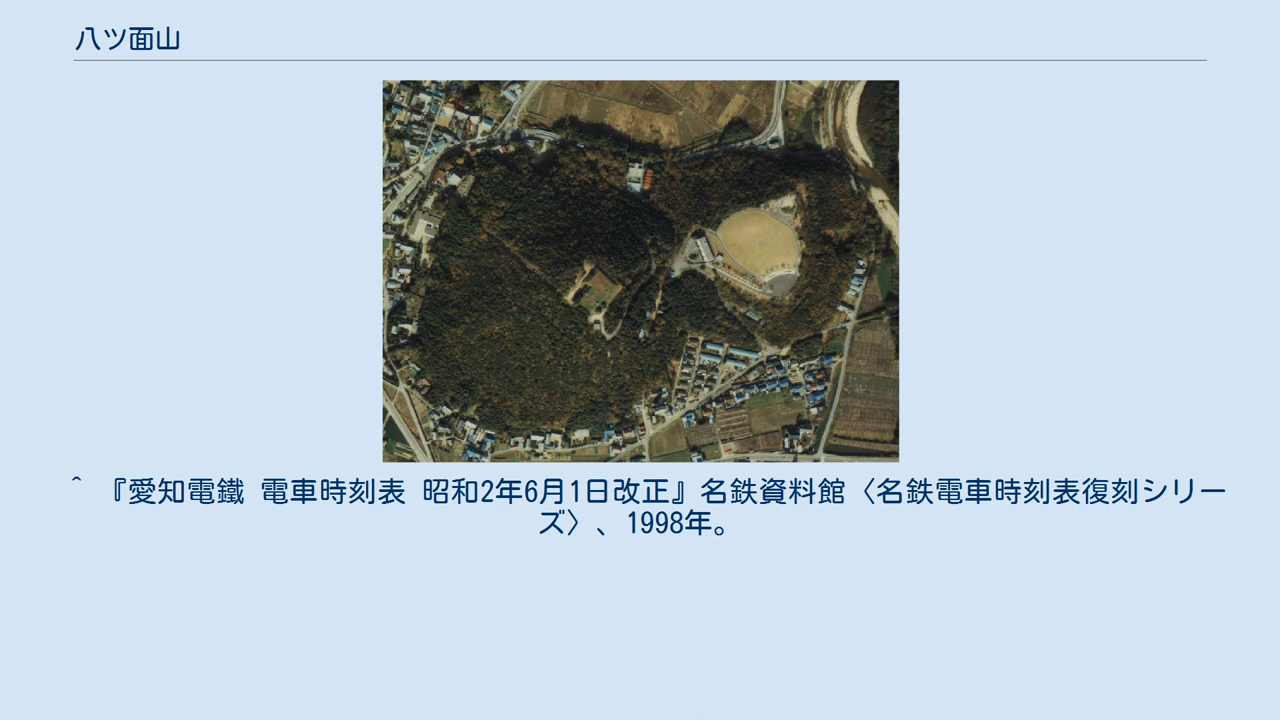 八ツ面山
^ 『愛知電鐵 電車時刻表 昭和2年6月1日改正』名鉄資料館〈名鉄電車時刻表復刻シリー
ズ〉、1998年。